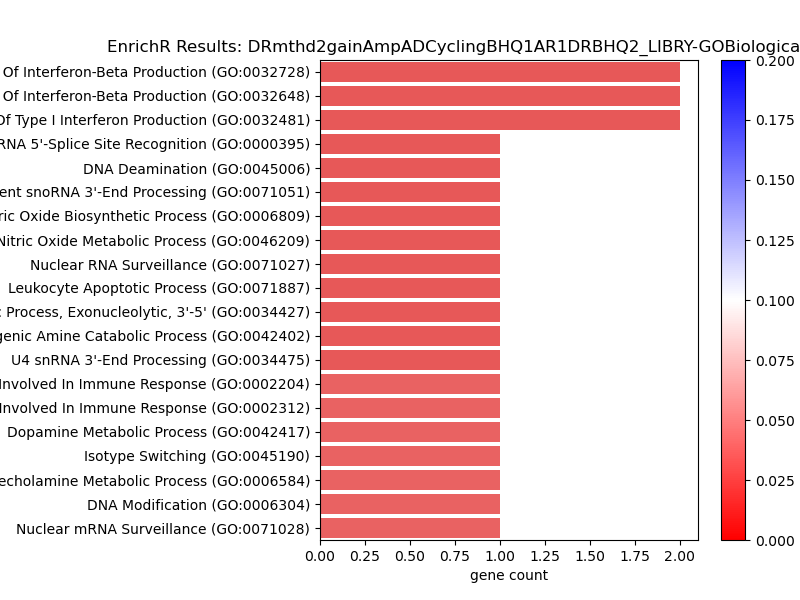 EnrichR Results: DRmthd2gainAmpADCyclingBHQ1AR1DRBHQ2_LIBRY-GOBiologica
Of Interferon-Beta Production (GO:0032728)
Of Interferon-Beta Production (GO:0032648)
Of Type I Interferon Production (GO:0032481)
RNA 5'-Splice Site Recognition (GO:0000395)
DNA Deamination (GO:0045006)
ent snoRNA 3'-End Processing (GO:0071051)
ric Oxide Biosynthetic Process (GO:0006809)
Nitric Oxide Metabolic Process (GO:0046209)
Nuclear RNA Surveillance (GO:0071027)
Leukocyte Apoptotic Process (GO:0071887)
c Process, Exonucleolytic, 3'-5' (GO:0034427)
genic Amine Catabolic Process (GO:0042402)
U4 snRNA 3'-End Processing (GO:0034475)
Involved In Immune Response (GO:0002204)
Involved In Immune Response (GO:0002312)
Dopamine Metabolic Process (GO:0042417)
Isotype Switching (GO:0045190)
echolamine Metabolic Process (GO:0006584)
DNA Modification (GO:0006304)
Nuclear mRNA Surveillance (GO:0071028)
0.00 0.25 0.50 0.75 1.00 1.25 1.50 1.75 2.00
gene count
0.200
0.175
0.150
0.125
0.100
0.075
0.050
0.025
0.000